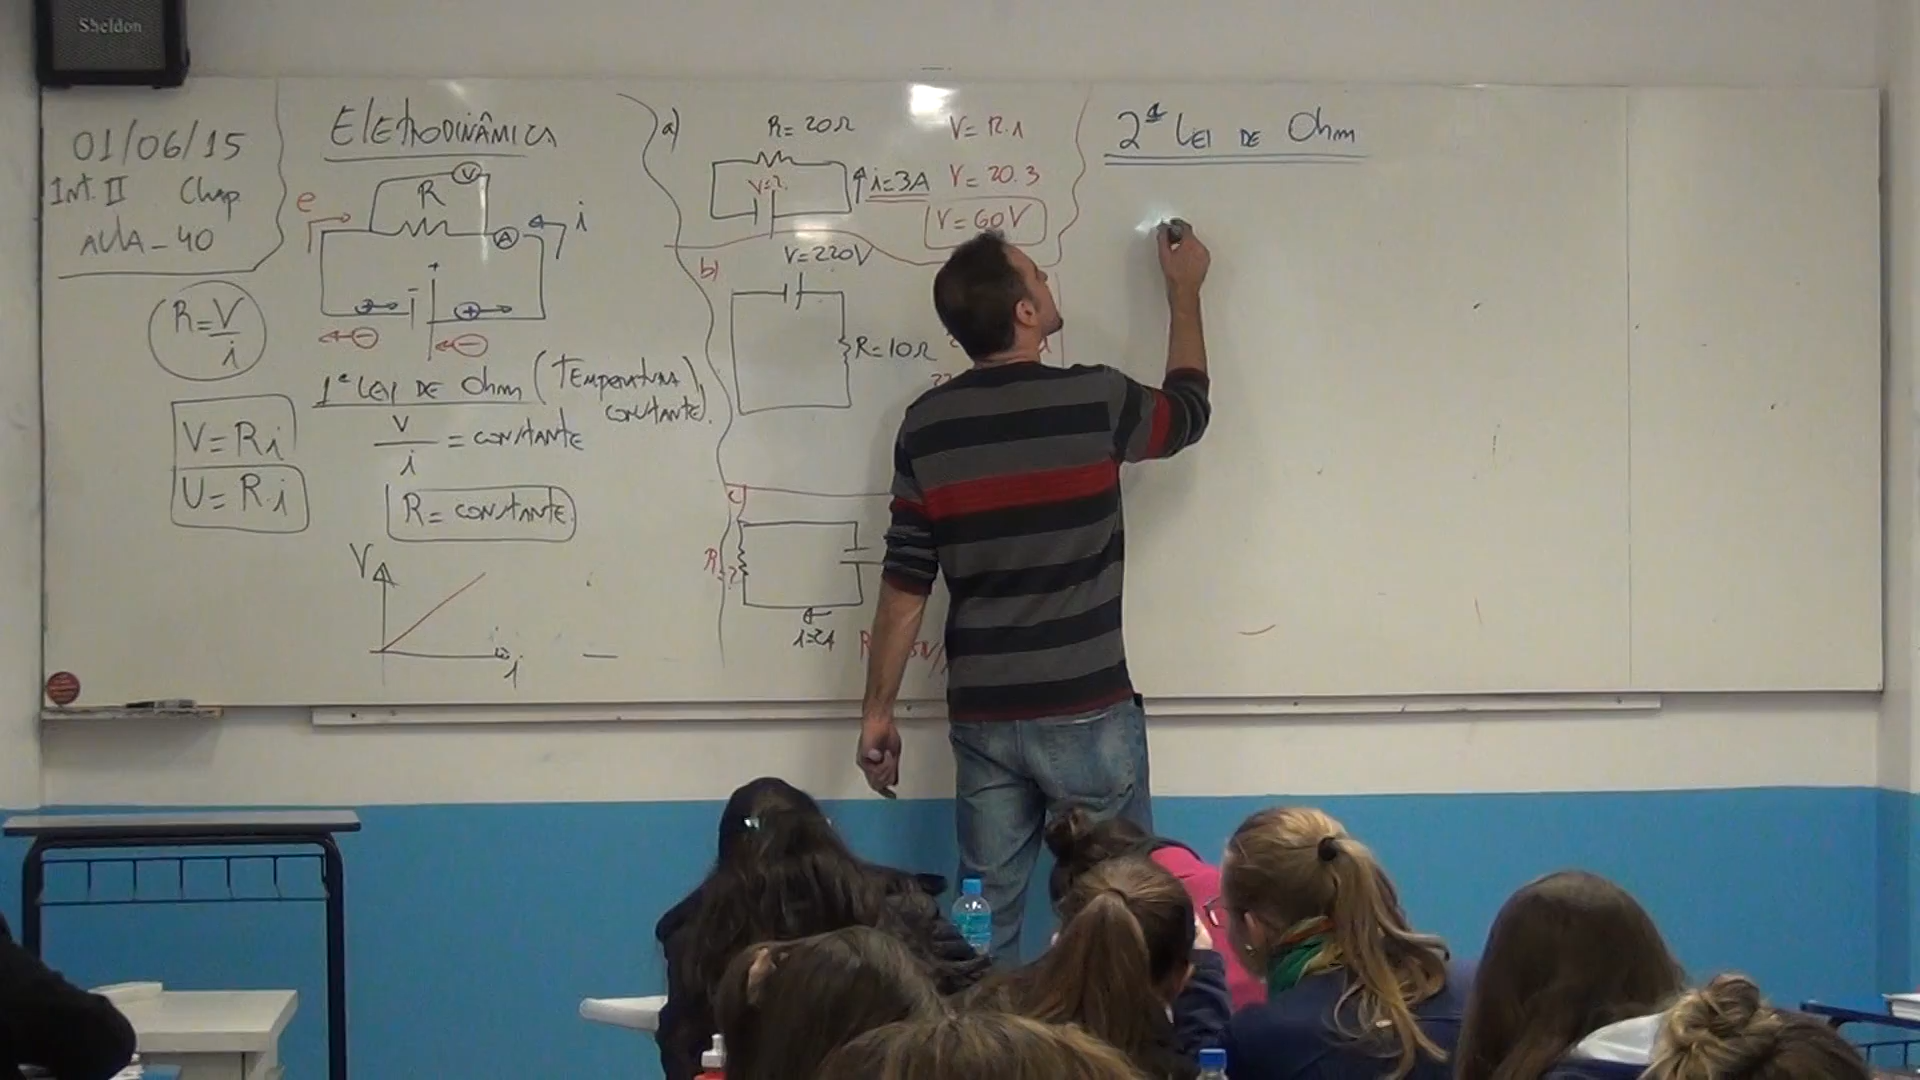 Sheldon
01/06/15
Int. II Chap
AULA - 40
R = V/i
V = R i
U = R. i
ELETRODINÂMICA
V
R
e
A
i
+
-
+
-
-
1ª LEI DE Ohm (TEMPERATURA CONSTANTE).
V/i = CONSTANTE
R = CONSTANTE.
V
i
a)
R = 20Ω
V=?
i = 3A
V = R.i
V = 20.3
V = 60V
b)
V = 220V
R = 10Ω
c)
R=?
i=2A
2ª LEI DE Ohm